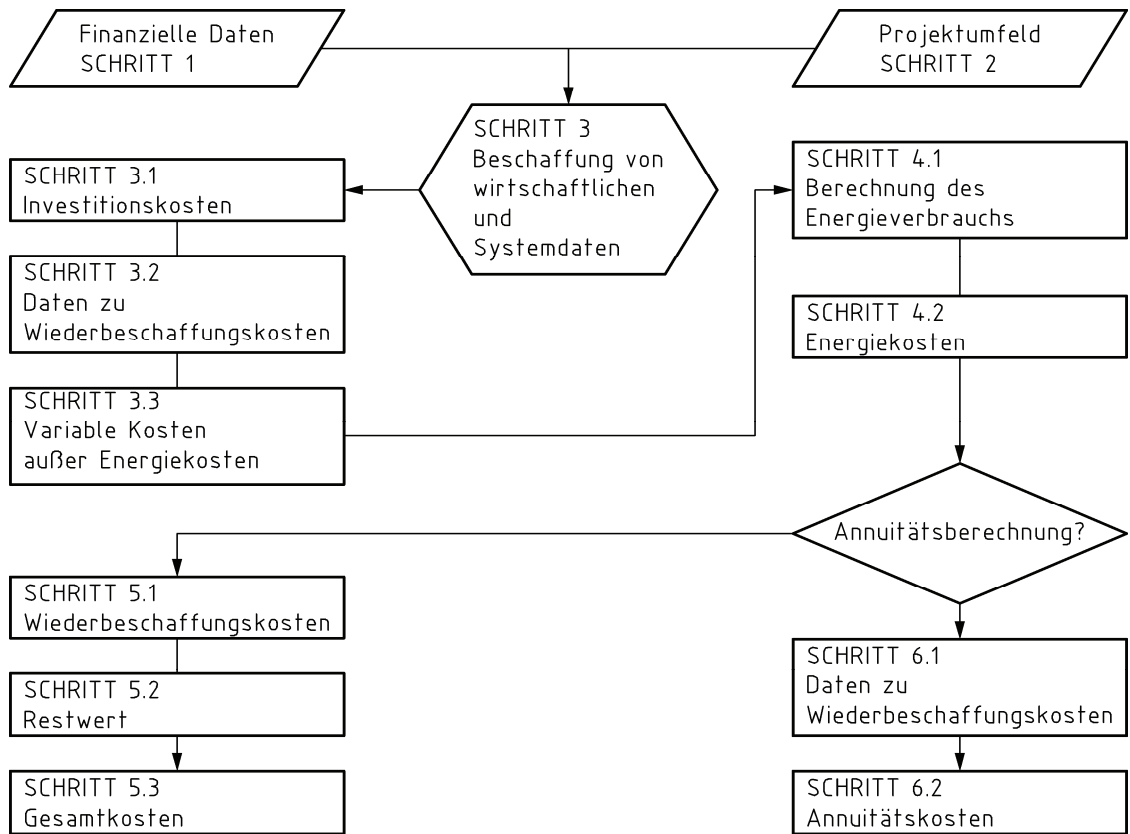 Finanzielle Daten
SCHRITT 1
Projektumfeld
SCHRITT 2
SCHRITT 3
Beschaffung von
wirtschaftlichen
und
Systemdaten
SCHRITT 3.1
Investitionskosten
SCHRITT 3.2
Daten zu
Wiederbeschaffungskosten
SCHRITT 3.3
Variable Kosten
außer Energiekosten
SCHRITT 4.1
Berechnung des
Energieverbrauchs
SCHRITT 4.2
Energiekosten
Annuitätsberechnung?
SCHRITT 5.1
Wiederbeschaffungskosten
SCHRITT 5.2
Restwert
SCHRITT 5.3
Gesamtkosten
SCHRITT 6.1
Daten zu
Wiederbeschaffungskosten
SCHRITT 6.2
Annuitätskosten